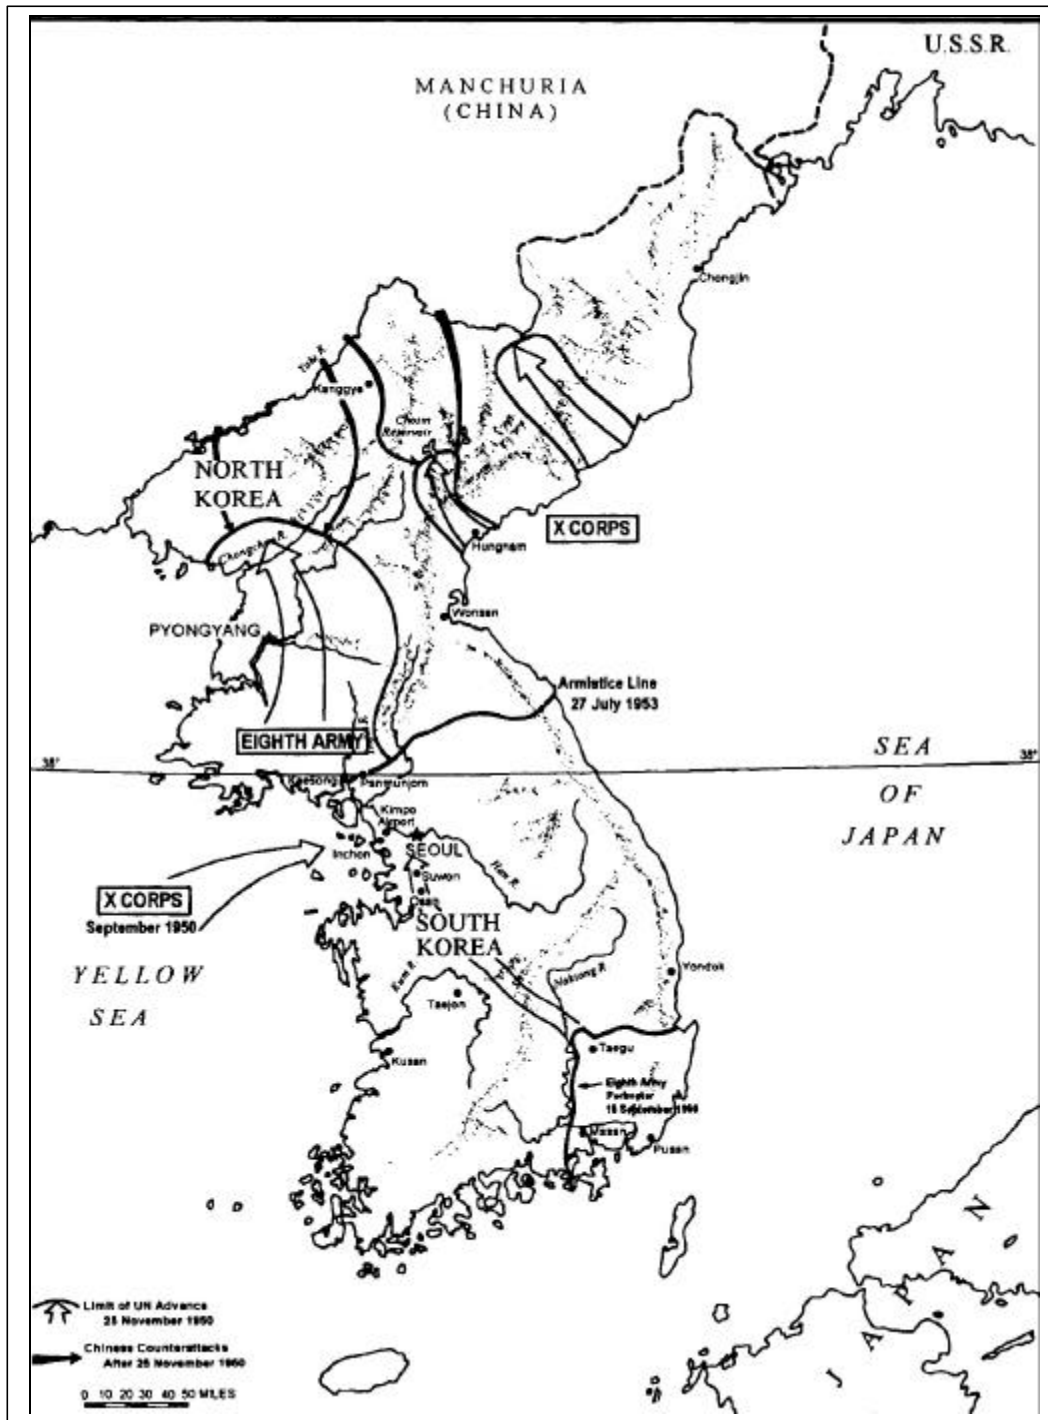 U.S.S.R.
MANCHURIA
(CHINA)
Chongjin
Yalu R.
Kanggye
Chosin
Reservoir
NORTH
KOREA
X CORPS
Hungnam
Chongchon R.
Wonsan
PYONGYANG
Armistice Line
27 July 1953
EIGHTH ARMY
38°
38°
SEA
OF
JAPAN
Kaesong
Panmunjom
Kimpo
Airport
Inchon
SEOUL
Suwon
Osan
Han R.
X CORPS
September 1950
SOUTH
KOREA
YELLOW
SEA
Kum R.
Naktong R.
Yondok
Taejon
Kusan
Taegu
Eighth Army
Perimeter
15 September 1950
Masan
Pusan
JAPAN
Limit of UN Advance
25 November 1950
Chinese Counterattacks
After 25 November 1950
0 10 20 30 40 50 MILES